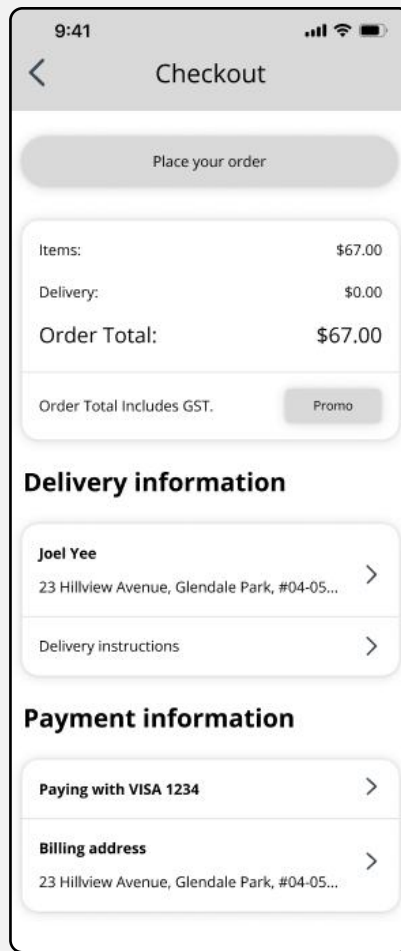 9:41
Checkout
Place your order
Items: $67.00
Delivery: $0.00
Order Total: $67.00
Order Total Includes GST. Promo
Delivery information
Joel Yee
23 Hillview Avenue, Glendale Park, #04-05...
Delivery instructions
Payment information
Paying with VISA 1234
Billing address
23 Hillview Avenue, Glendale Park, #04-05...